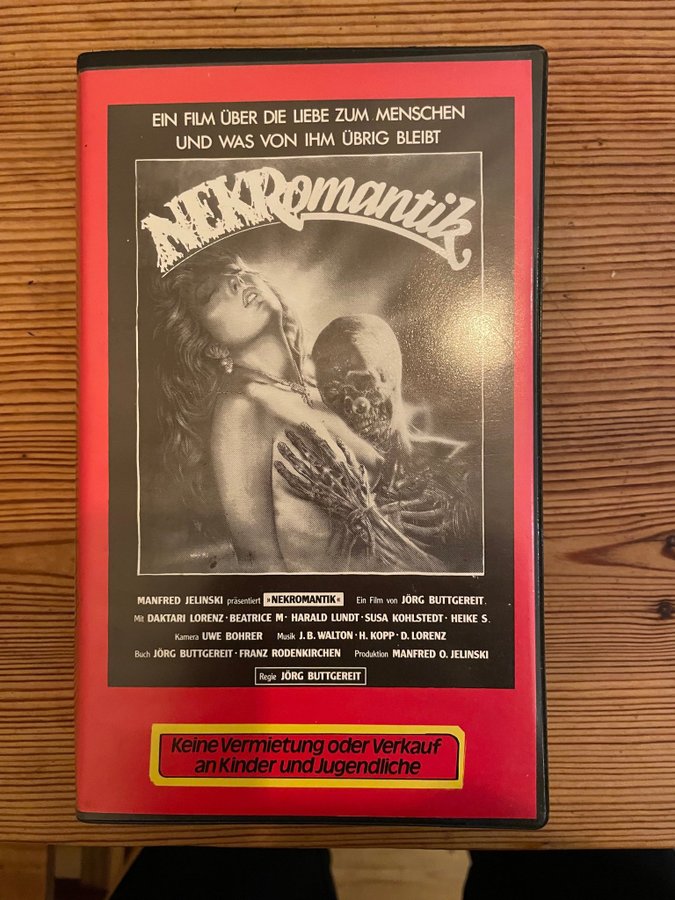 EIN FILM ÜBER DIE LIEBE ZUM MENSCHEN
UND WAS VON IHM ÜBRIG BLEIBT
NEKRomantik
MANFRED JELINSKI präsentiert »NEKROMANTIK« Ein Film von JÖRG BUTTGEREIT.
Mit DAKTARI LORENZ · BEATRICE M · HARALD LUNDT · SUSA KOHLSTEDT · HEIKE S.
Kamera UWE BOHRER Musik J. B. WALTON · H. KOPP · D. LORENZ
Buch JÖRG BUTTGEREIT · FRANZ RODENKIRCHEN Produktion MANFRED O. JELINSKI
Regie JÖRG BUTTGEREIT
Keine Vermietung oder Verkauf
an Kinder und Jugendliche